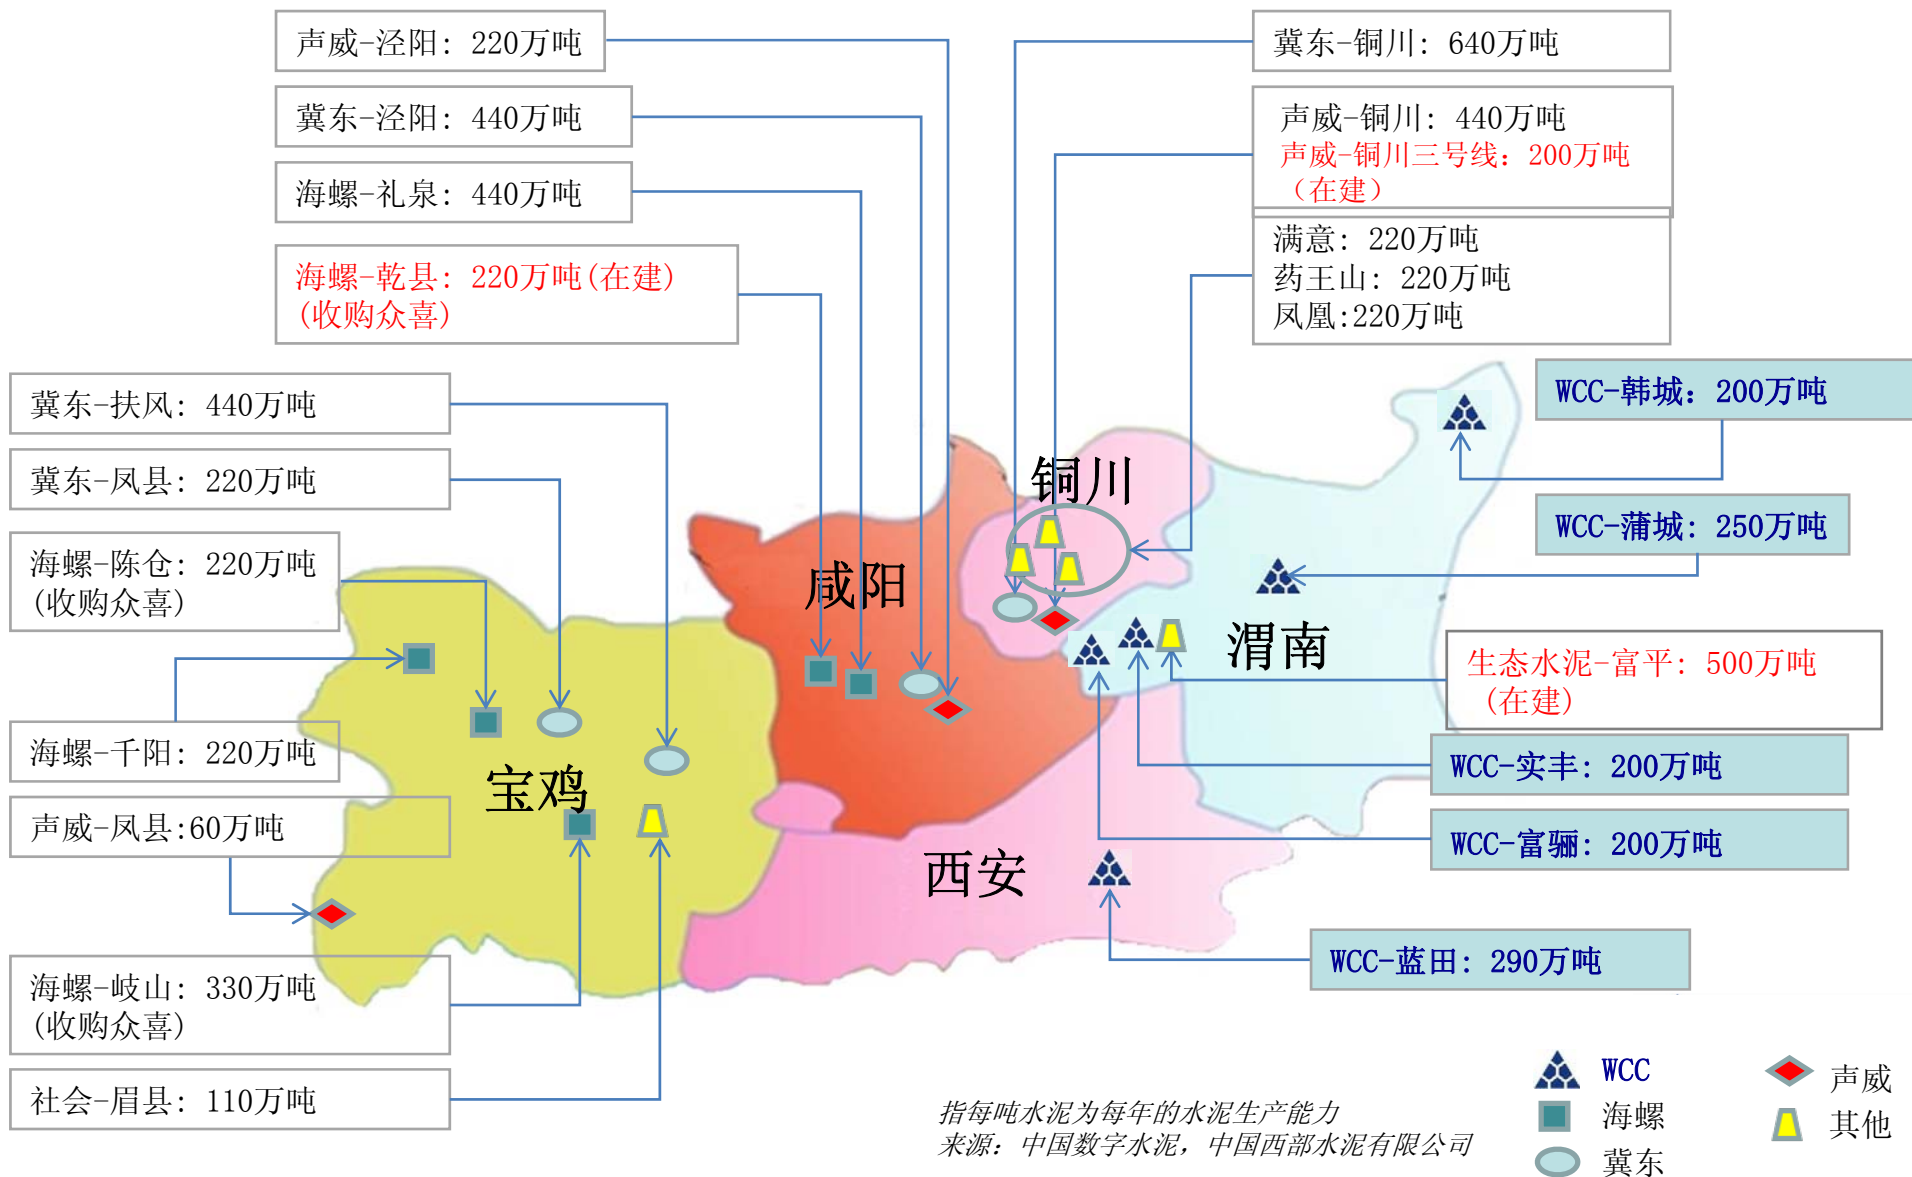 声威-泾阳: 220万吨
冀东-泾阳: 440万吨
海螺-礼泉: 440万吨
海螺-乾县: 220万吨(在建)
(收购众喜)
冀东-扶风: 440万吨
冀东-凤县: 220万吨
海螺-陈仓: 220万吨
(收购众喜)
海螺-千阳: 220万吨
声威-凤县:60万吨
海螺-岐山: 330万吨
(收购众喜)
社会-眉县: 110万吨
冀东-铜川: 640万吨
声威-铜川: 440万吨
声威-铜川三号线: 200万吨
（在建）
满意: 220万吨
药王山: 220万吨
凤凰:220万吨
WCC-韩城: 200万吨
WCC-蒲城: 250万吨
生态水泥-富平: 500万吨
(在建)
WCC-实丰: 200万吨
WCC-富骊: 200万吨
WCC-蓝田: 290万吨
铜川
咸阳
渭南
宝鸡
西安
指每吨水泥为每年的水泥生产能力
来源: 中国数字水泥, 中国西部水泥有限公司
WCC
海螺
冀东
声威
其他